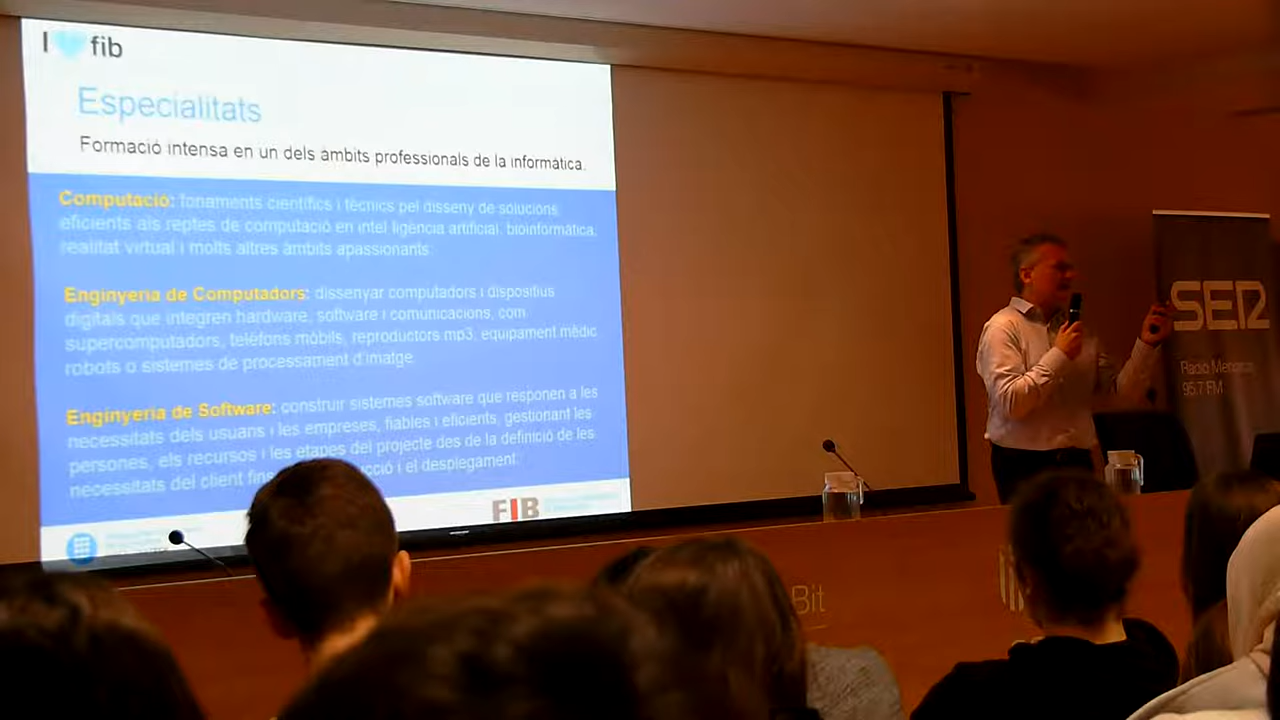 I fib
Especialitats
Formació intensa en un dels àmbits professionals de la informàtica.
Computació: fonaments científics i tècnics pel disseny de solucions
eficients als reptes de computació en intel·ligència artificial, bioinformàtica,
realitat virtual i molts altres àmbits apassionants.
Enginyeria de Computadors: dissenyar computadors i dispositius
digitals que integren hardware, software i comunicacions, com
supercomputadors, telèfons mòbils, reproductors mp3, equipament mèdic
robots o sistemes de processament d'imatge.
Enginyeria de Software: construir sistemes software que responen a les
necessitats dels usuaris i les empreses, fiables i eficients, gestionant les
persones, els recursos i les etapes del projecte des de la definició de les
necessitats del client fins ucció i el desplegament.
FIB
SER
Radio Menorca
95.7 FM
Bit